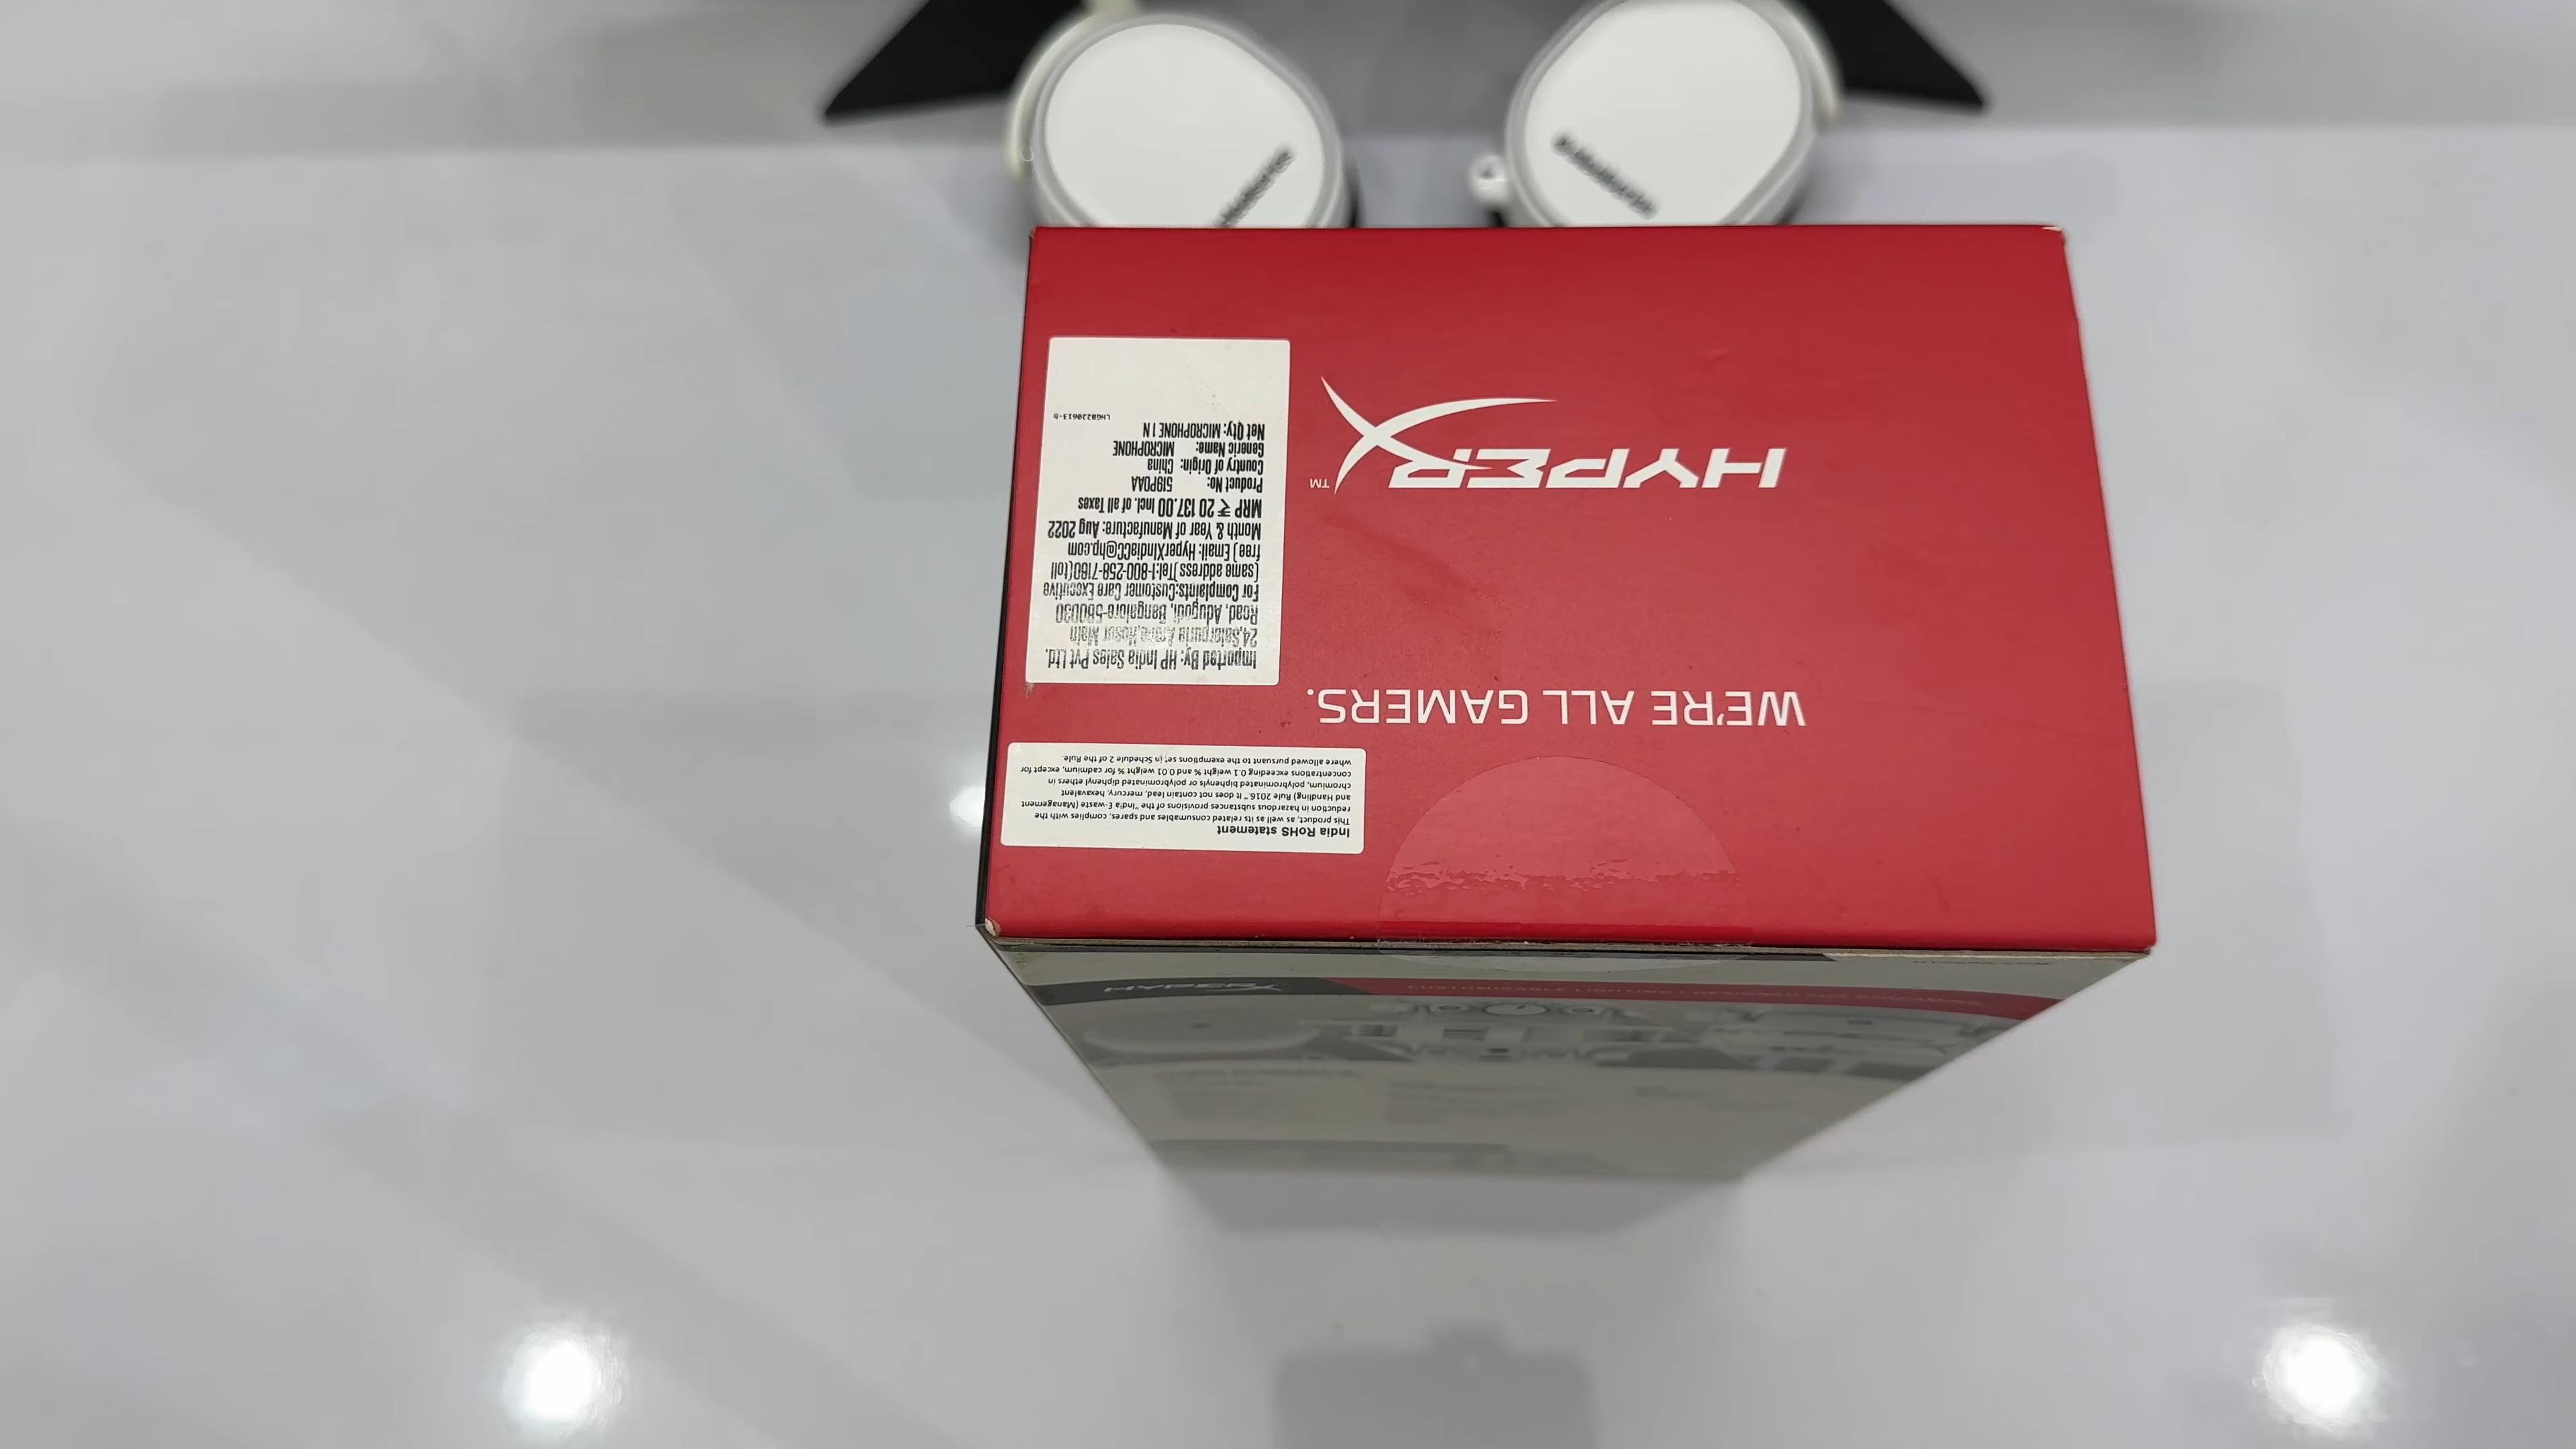 HYPERX™
WE'RE ALL GAMERS.
Imported By: HP India Sales Pvt Ltd.
24,Salarpuria Arena,Hosur Main
Road, Adugodi, Bangalore-560030
For Complaints:Customer Care Executive
(same address)Tel:1-800-258-7160(toll
free) Email: HyperXIndiaCC@hp.com
Month & Year of Manufacture: Aug 2022
MRP ₹ 20 137.00 Incl. of all Taxes
Product No: 519P0AA
Country of Origin: China
Generic Name: MICROPHONE
Net Qty: MICROPHONE 1 N
LHGB220613-b
India RoHS statement
This product, as well as its related consumables and spares, complies with the
reduction in hazardous substances provisions of the "India E-waste (Management
and Handling) Rule 2016." It does not contain lead, mercury, hexavalent
chromium, polybrominated biphenyls or polybrominated diphenyl ethers in
concentrations exceeding 0.1 weight % and 0.01 weight % for cadmium, except for
where allowed pursuant to the exemptions set in Schedule 2 of the Rule.
HYPERX
steelseries
steelseries